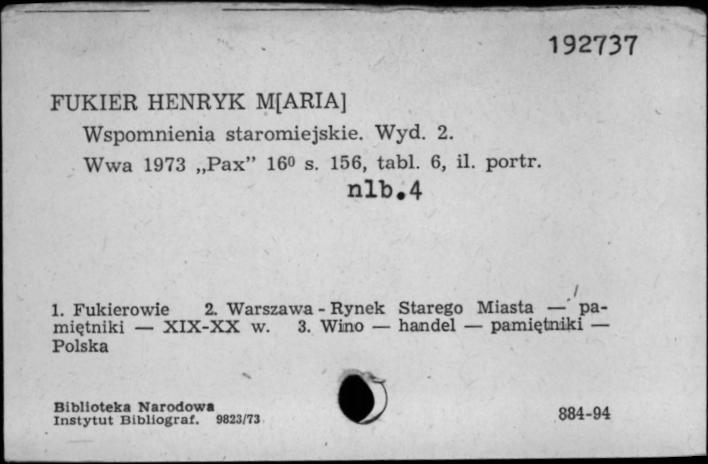 192737
FUKIER HENRYK M[ARIA]
Wspomnienia staromiejskie. Wyd. 2.
Wwa 1973 „Pax” 16⁰ s. 156, tabl. 6, il. portr.
nlb.4
1. Fukierowie 2. Warszawa - Rynek Starego Miasta — pa-
miętniki — XIX-XX w. 3. Wino — handel — pamiętniki —
Polska
Biblioteka Narodowa
Instytut Bibliograf. 9823/73
884-94